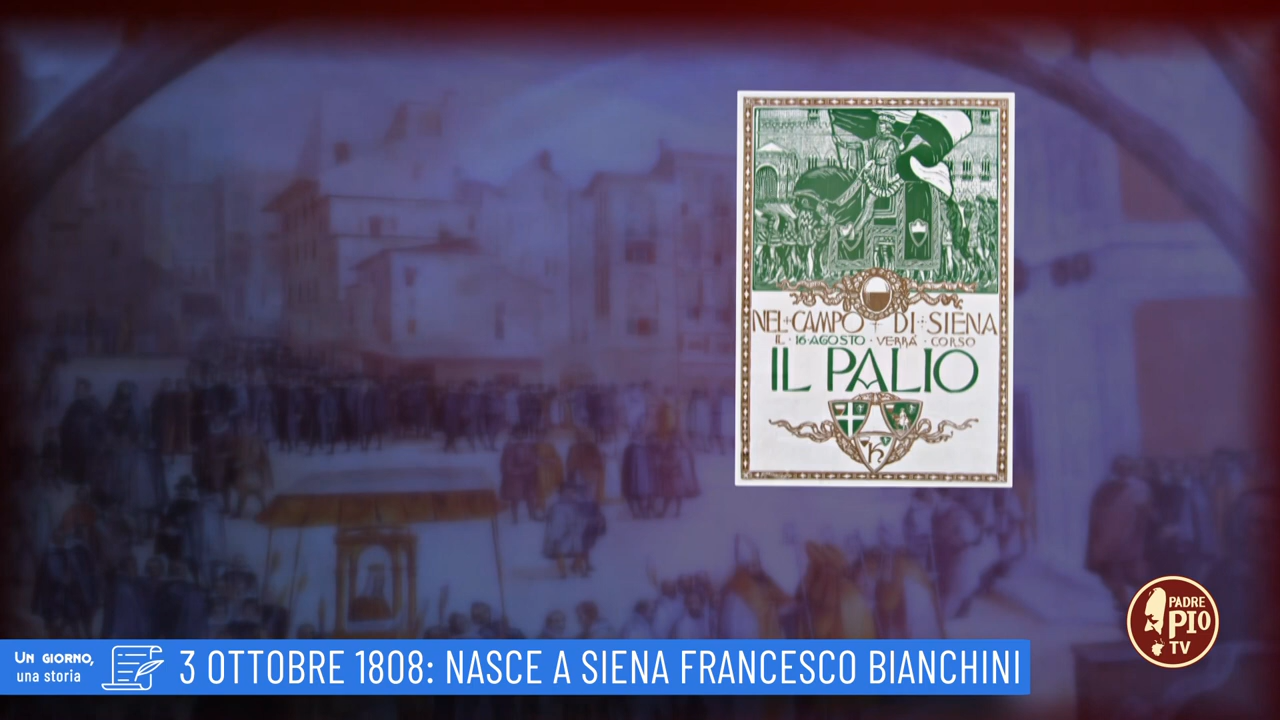 NEL CAMPO DI SIENA
IL · 16 AGOSTO · VERRÁ · CORSO
IL PALIO
UN GIORNO,
una storia
3 OTTOBRE 1808: NASCE A SIENA FRANCESCO BIANCHINI
PADRE
PIO
TV